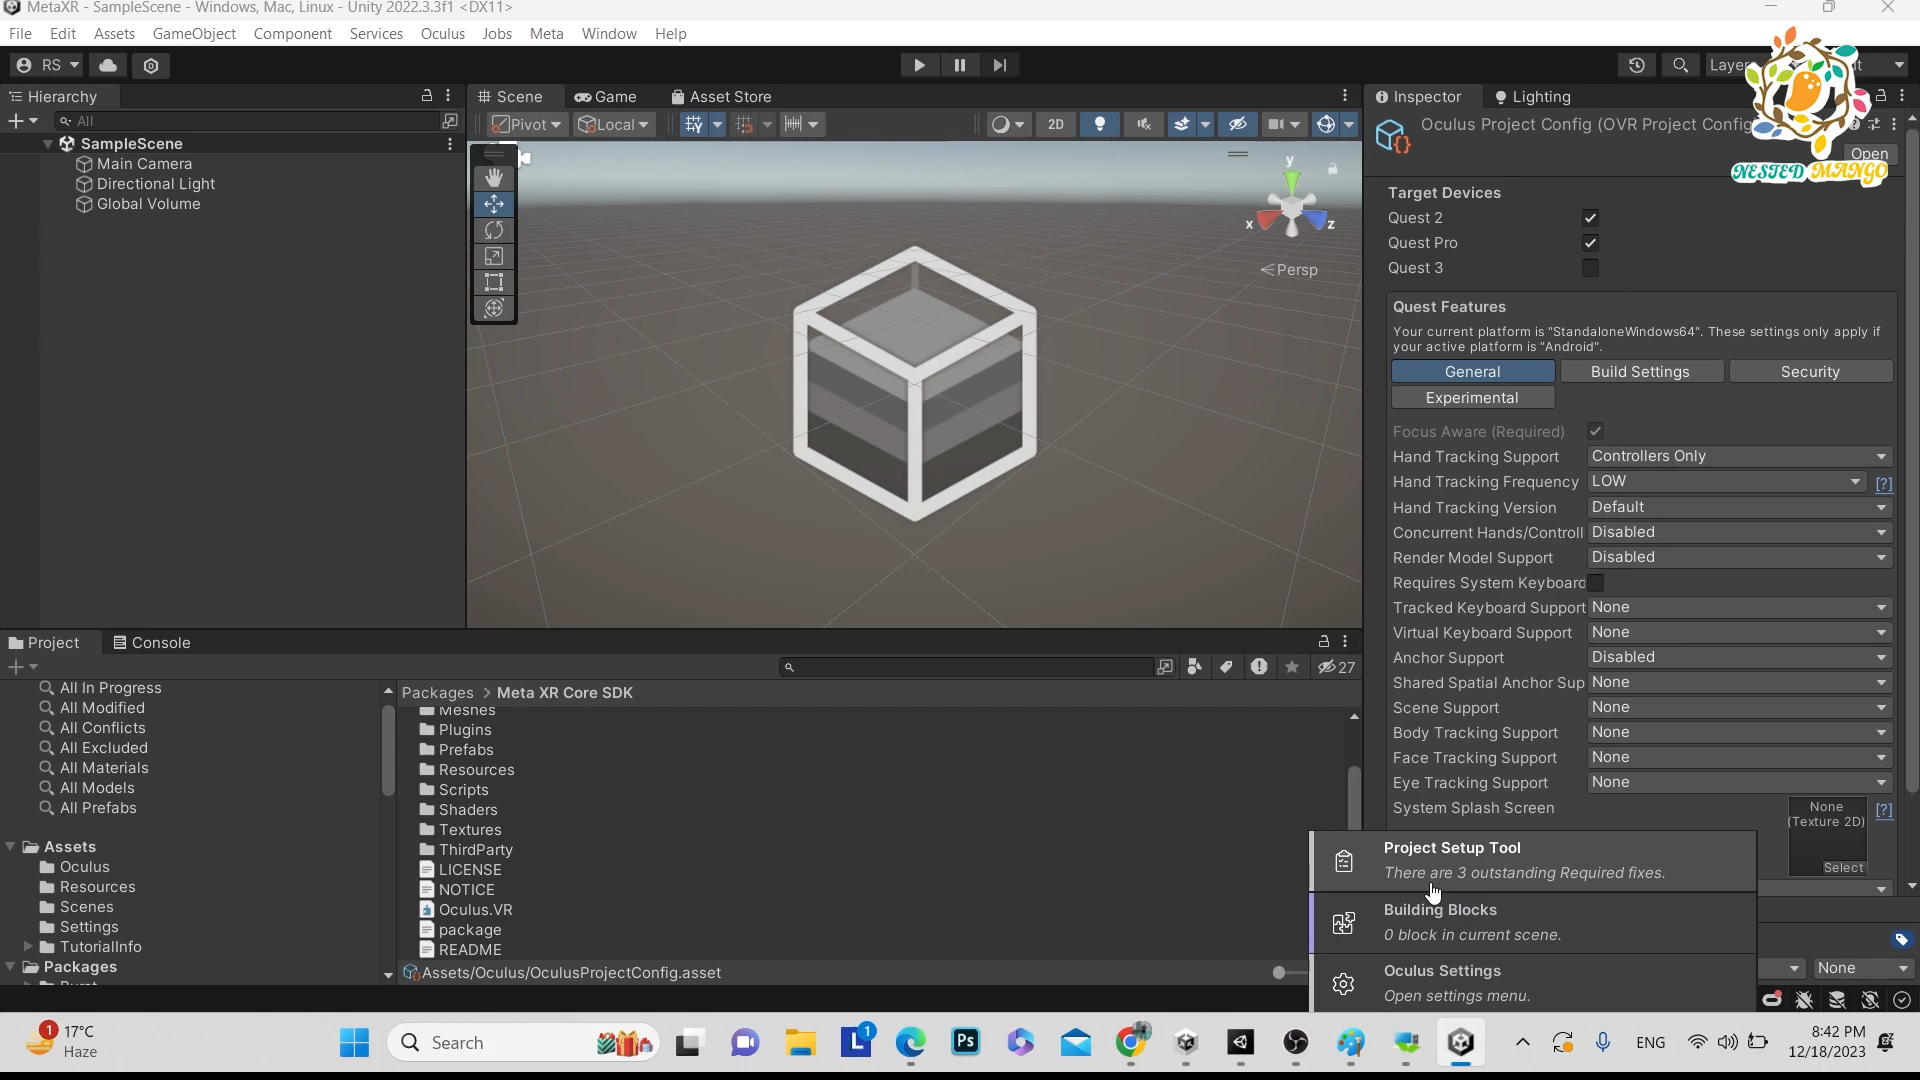 MetaXR - SampleScene - Windows, Mac, Linux - Unity 2022.3.3f1 <DX11>
File Edit Assets GameObject Component Services Oculus Jobs Meta Window Help
RS
Hierarchy
All
SampleScene
Main Camera
Directional Light
Global Volume
Scene Game Asset Store
Pivot Local 2D
y
x z
Persp
Inspector Lighting
NESTED MANGO
Oculus Project Config (OVR Project Config
Open
Target Devices
Quest 2
Quest Pro
Quest 3
Quest Features
Your current platform is "StandaloneWindows64". These settings only apply if
your active platform is "Android".
General Build Settings Security
Experimental
Focus Aware (Required)
Hand Tracking Support Controllers Only
Hand Tracking Frequency LOW [?]
Hand Tracking Version Default
Concurrent Hands/Controll Disabled
Render Model Support Disabled
Requires System Keyboard
Tracked Keyboard Support None
Virtual Keyboard Support None
Anchor Support Disabled
Shared Spatial Anchor Sup None
Scene Support None
Body Tracking Support None
Face Tracking Support None
Eye Tracking Support None
System Splash Screen None [?]
(Texture 2D)
Select
Project Setup Tool
There are 3 outstanding Required fixes.
Building Blocks
0 block in current scene.
Oculus Settings
Open settings menu.
None
Project Console
27
All In Progress
All Modified
All Conflicts
All Excluded
All Materials
All Models
All Prefabs
Assets
Oculus
Resources
Scenes
Settings
TutorialInfo
Packages
Packages > Meta XR Core SDK
Meshes
Plugins
Prefabs
Resources
Scripts
Shaders
Textures
ThirdParty
LICENSE
NOTICE
Oculus.VR
package
README
Assets/Oculus/OculusProjectConfig.asset
1
17°C
Haze
Search
L
1
Ps
ENG
8:42 PM
12/18/2023